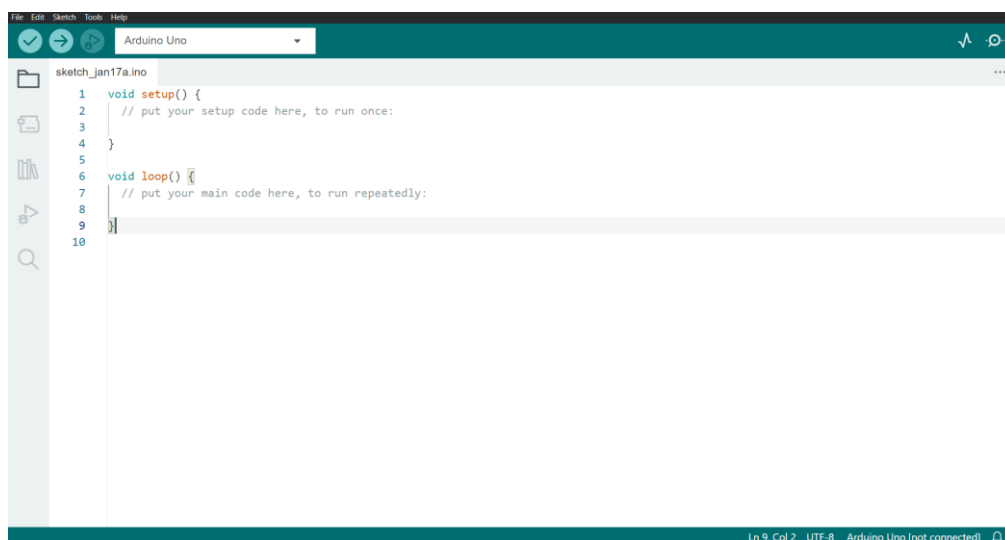 File Edit Sketch Tools Help
Arduino Uno
sketch_jan17a.ino
1 void setup() {
2 // put your setup code here, to run once:
3
4 }
5
6 void loop() {
7 // put your main code here, to run repeatedly:
8
9 }
10
Ln 9, Col 2 UTF-8 Arduino Uno [not connected]